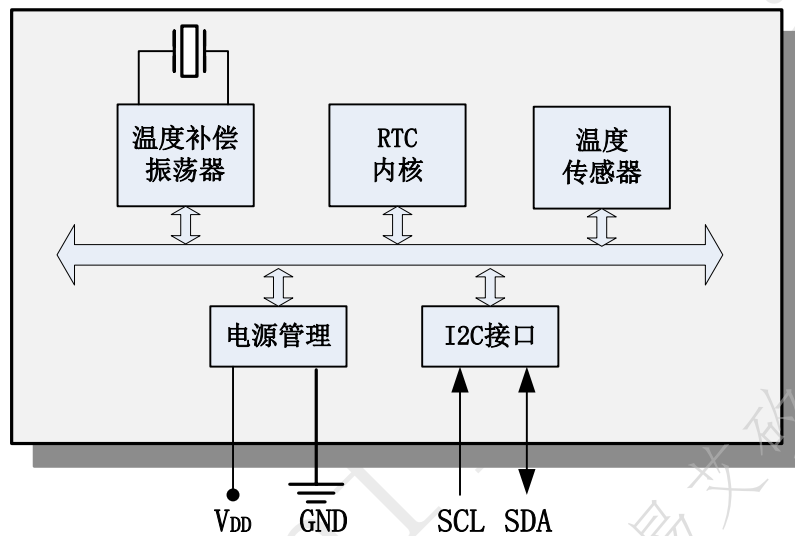 温度补偿
振荡器
RTC
内核
温度
传感器
电源管理
I2C接口
VDD
GND
SCL
SDA